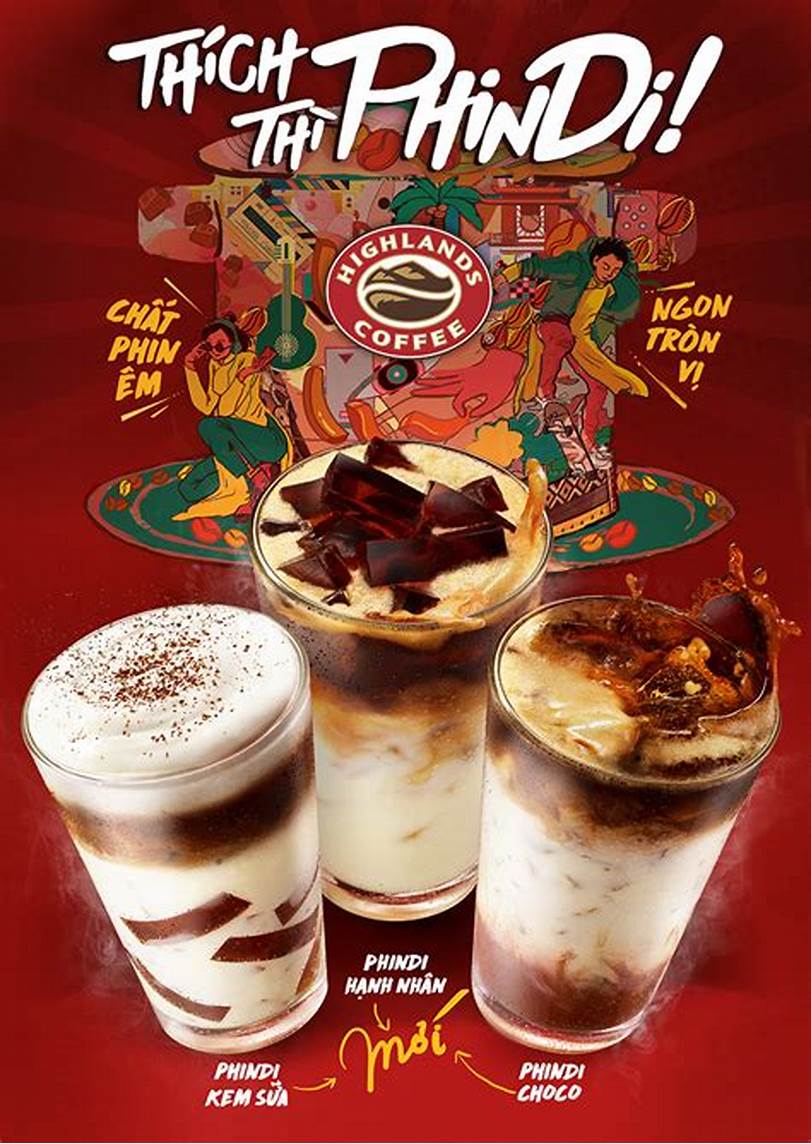 THÍCH
THÌ PHINDI!
HIGHLANDS
COFFEE
CHẤT
PHIN
ÊM
NGON
TRÒN
VỊ
PHINDI
HẠNH NHÂN
mới
PHINDI
KEM SỮA
PHINDI
CHOCO